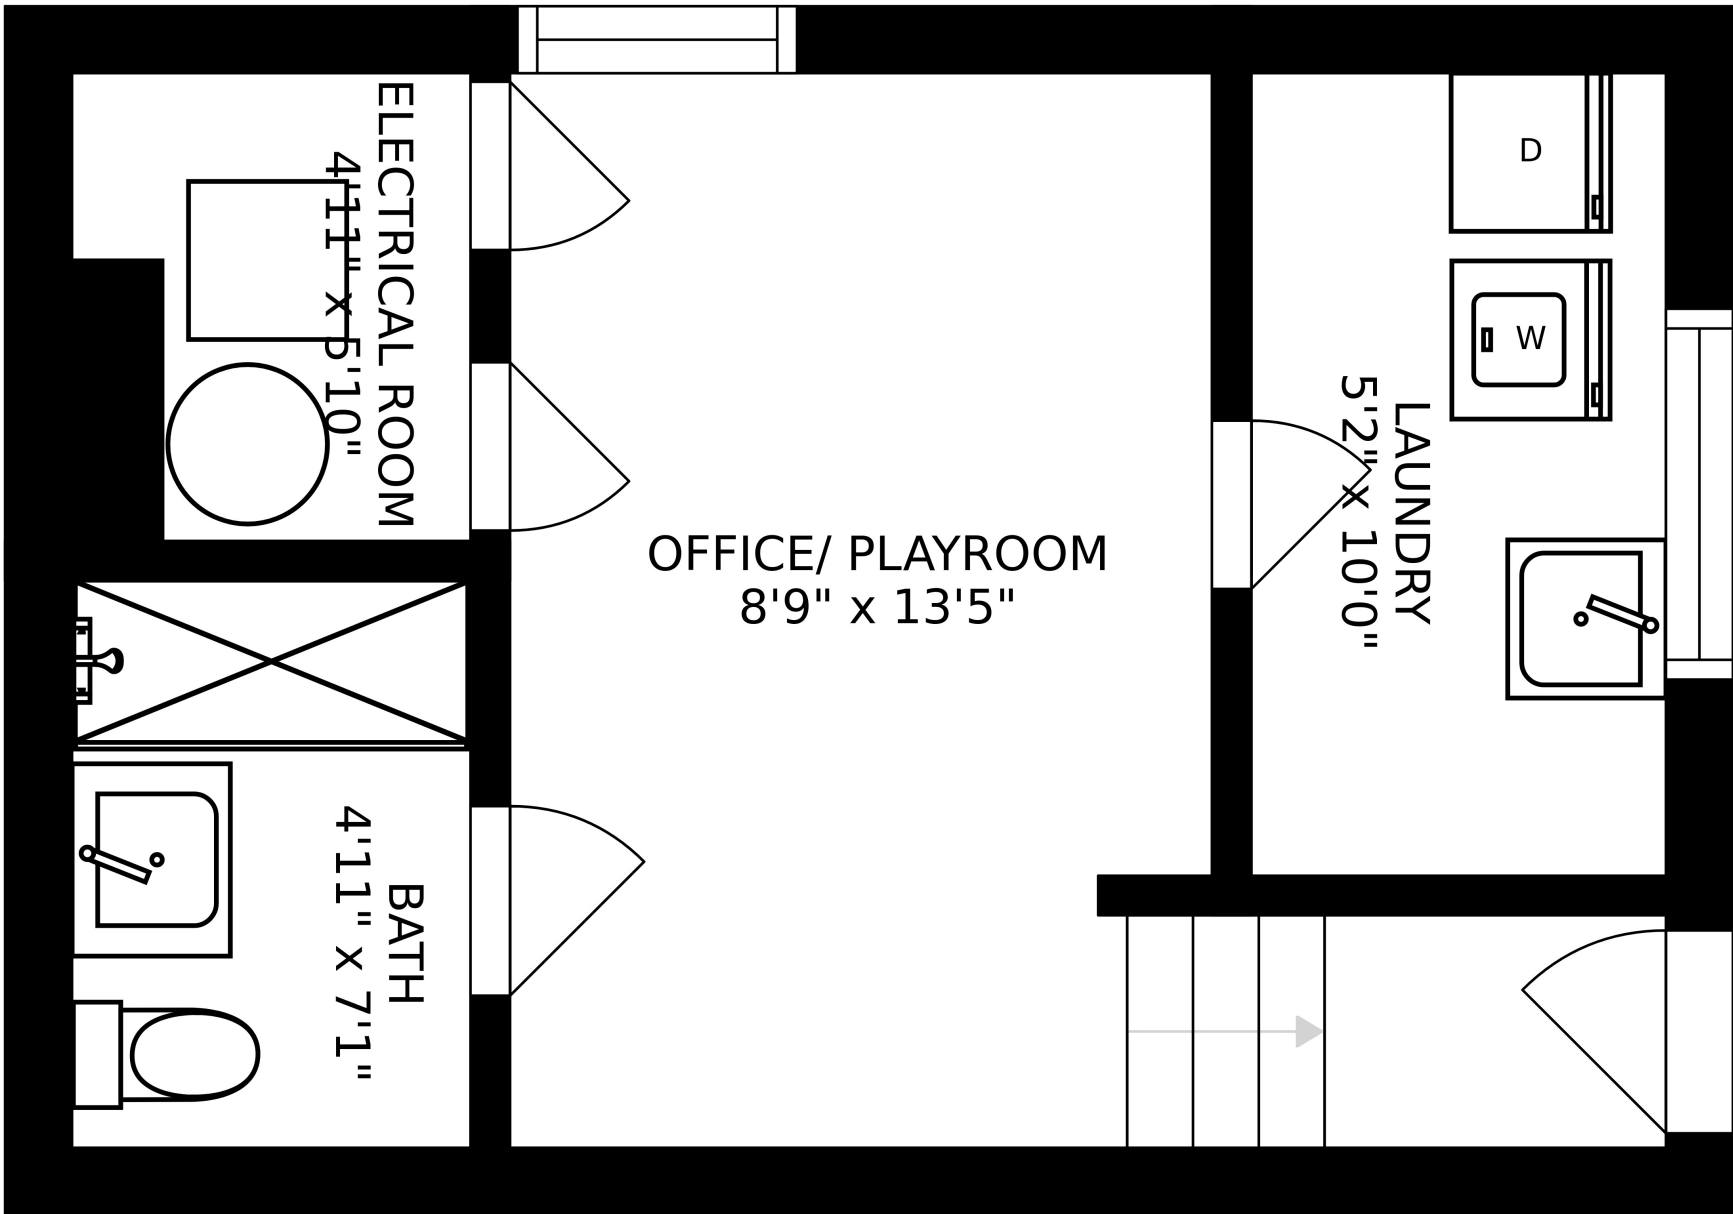 ELECTRICAL ROOM
4'11" x 5'10"
D
W
LAUNDRY
5'2" x 10'0"
OFFICE/ PLAYROOM
8'9" x 13'5"
BATH
4'11" x 7'1"